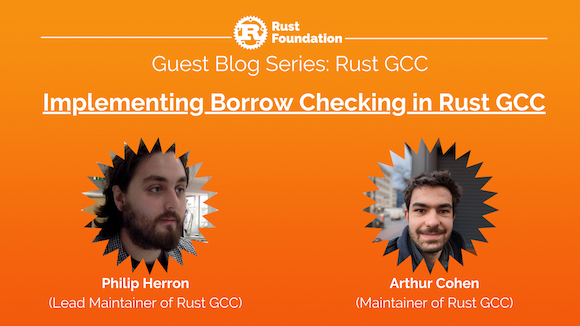 Rust
Foundation
Guest Blog Series: Rust GCC
Implementing Borrow Checking in Rust GCC
Philip Herron
(Lead Maintainer of Rust GCC)
Arthur Cohen
(Maintainer of Rust GCC)